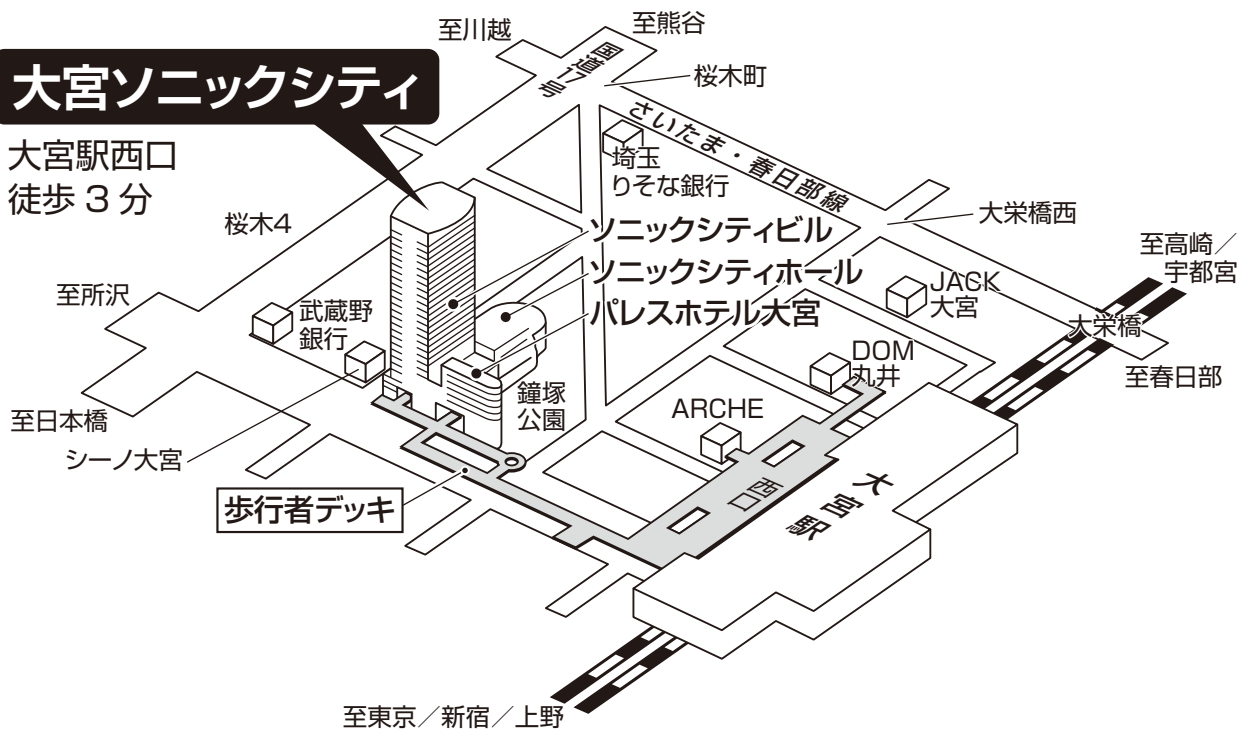 至川越
至熊谷
国道17号
桜木町
大宮ソニックシティ
大宮駅西口
徒歩 3 分
さいたま・春日部線
埼玉
りそな銀行
大栄橋西
桜木4
ソニックシティビル
ソニックシティホール
パレスホテル大宮
至高崎／
宇都宮
至所沢
武蔵野
銀行
JACK
大宮
大栄橋
DOM
丸井
至春日部
鐘塚
公園
ARCHE
至日本橋
シーノ大宮
歩行者デッキ
西口
大宮駅
至東京／新宿／上野